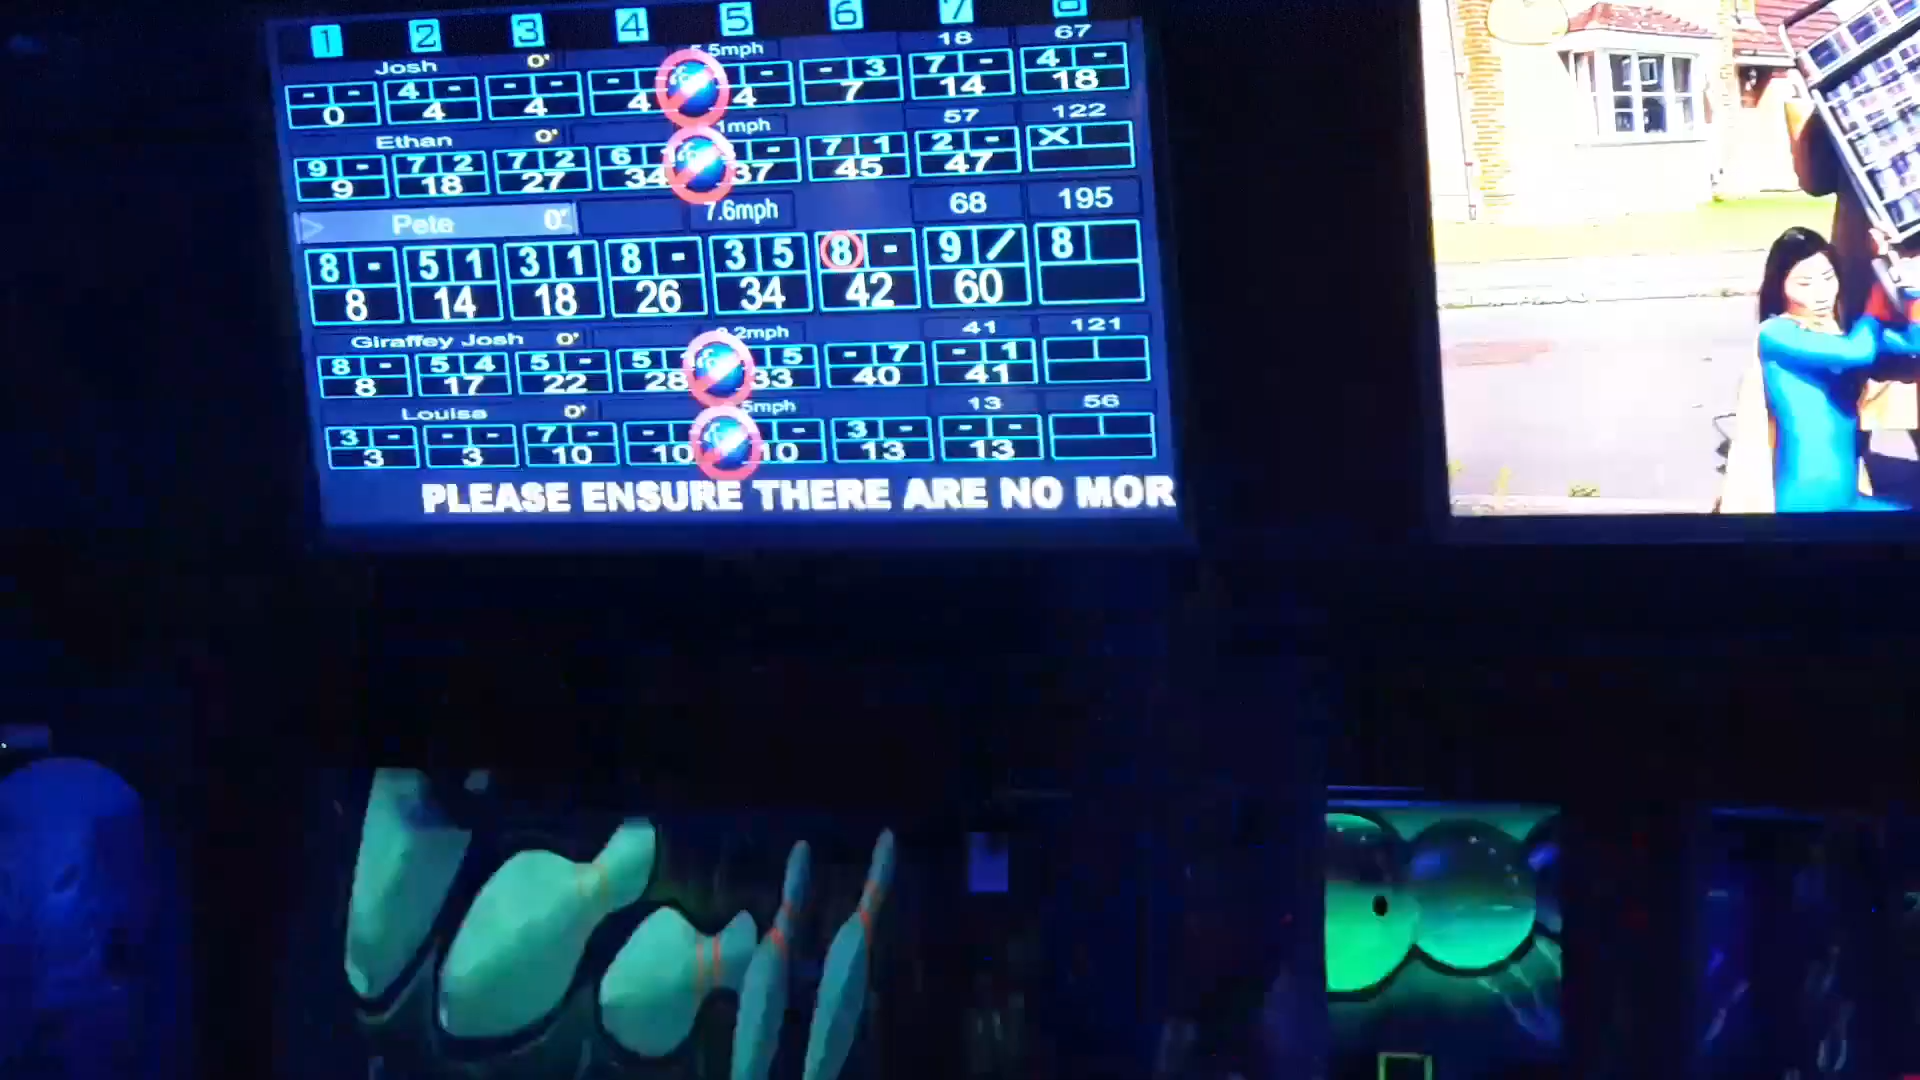 1 2 3 4 5 6 7 8
Josh 0' 5.5mph 18 67
- - 4 - - - - - - 3 7 - 4 -
0 4 4 4 4 7 14 18
Ethan 0' 1mph 57 122
9 - 7 2 7 2 6 - 7 1 2 - X
9 18 27 34 37 45 47
Pete 0' 7.6mph 68 195
8 - 5 1 3 1 8 - 3 5 8 - 9 / 8
8 14 18 26 34 42 60
Giraffey Josh 0' 2mph 41 121
8 - 5 4 5 - 5 5 - 7 - 1
8 17 22 28 33 40 41
Louisa 0' 5mph 13 56
3 - - - 7 - - - 3 - - -
3 3 10 10 10 13 13
PLEASE ENSURE THERE ARE NO MOR